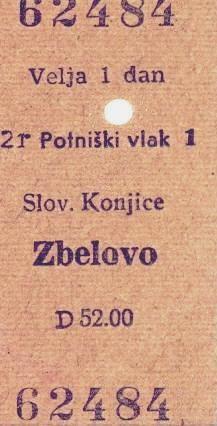 62484
Velja 1 dan
2r Potniški vlak 1
Slov. Konjice
Zbelovo
D 52.00
62484